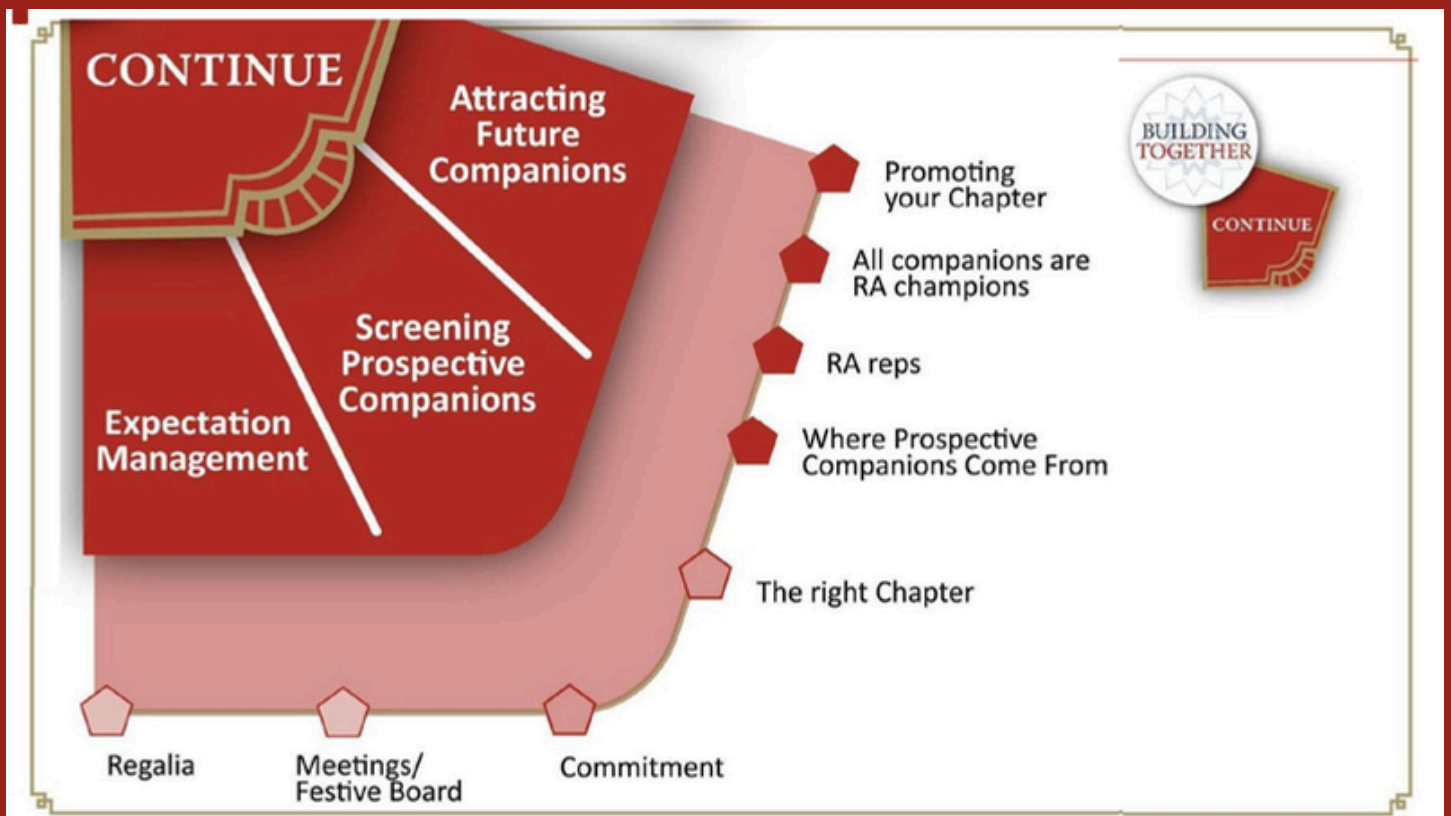 CONTINUE
Attracting
Future
Companions
Screening
Prospective
Companions
Expectation
Management
Promoting
your Chapter
All companions are
RA champions
RA reps
Where Prospective
Companions Come From
The right Chapter
Commitment
Meetings/
Festive Board
Regalia
BUILDING
TOGETHER
CONTINUE